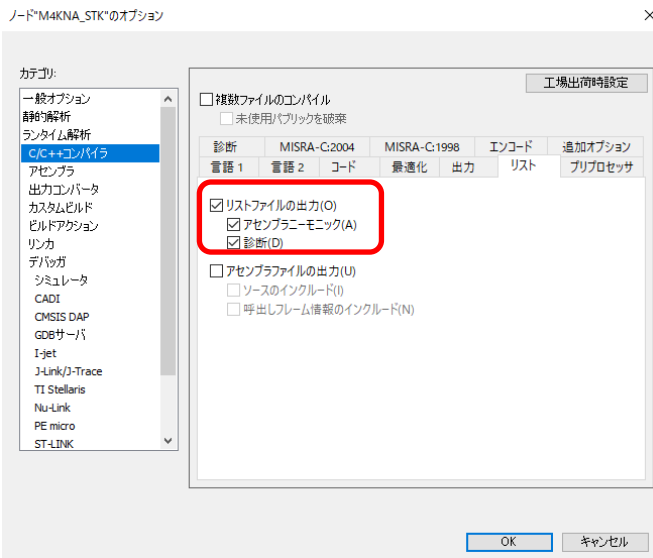 ノード"M4KNA_STK"のオプション
カテゴリ:
一般オプション
静的解析
ランタイム解析
C/C++コンパイラ
アセンブラ
出力コンバータ
カスタムビルド
ビルドアクション
リンカ
デバッガ
シミュレータ
CADI
CMSIS DAP
GDBサーバ
I-jet
J-Link/J-Trace
TI Stellaris
Nu-Link
PE micro
ST-LINK
工場出荷時設定
複数ファイルのコンパイル
未使用パブリックを破棄
診断 MISRA-C:2004 MISRA-C:1998 エンコード 追加オプション
言語 1 言語 2 コード 最適化 出力 リスト プリプロセッサ
リストファイルの出力(O)
アセンブラニーモニック(A)
診断(D)
アセンブラファイルの出力(U)
ソースのインクルード(I)
呼出しフレーム情報のインクルード(N)
OK キャンセル